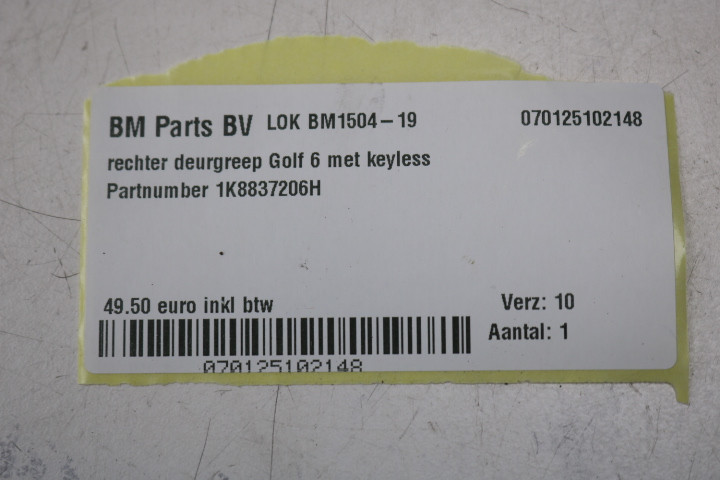 BM Parts BV LOK BM1504-19 070125102148
rechter deurgreep Golf 6 met keyless
Partnumber 1K8837206H
49.50 euro inkl btw Verz: 10
Aantal: 1
070125102148